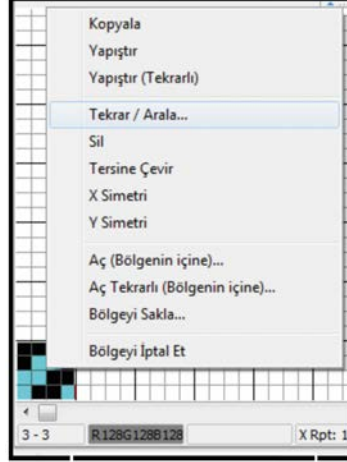 Kopyala
Yapıştır
Yapıştır (Tekrarlı)
Tekrar / Arala...
Sil
Tersine Çevir
X Simetri
Y Simetri
Aç (Bölgenin içine)...
Aç Tekrarlı (Bölgenin içine)...
Bölgeyi Sakla...
Bölgeyi İptal Et
3 - 3 R128G128B128 X Rpt: 1